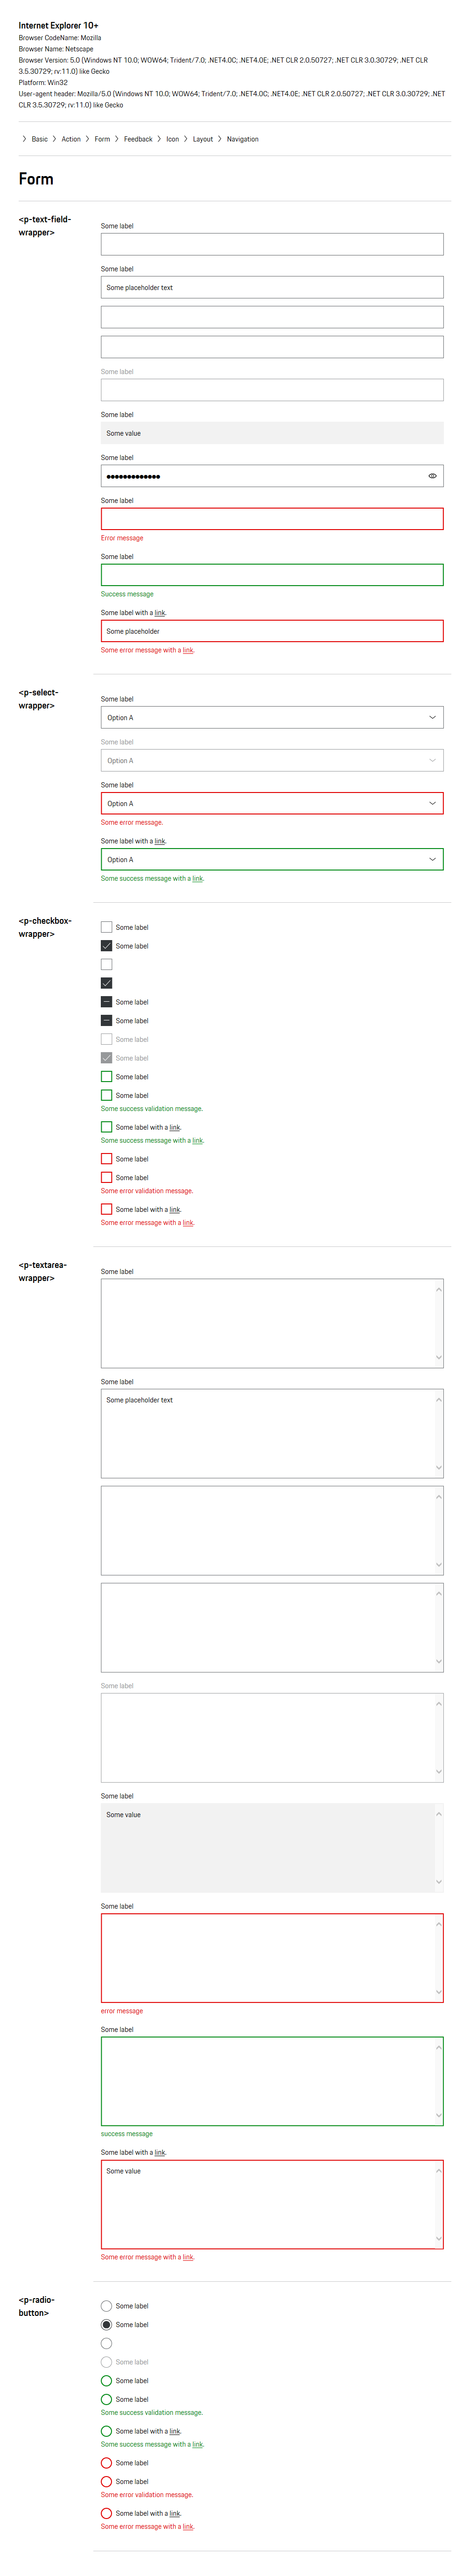 Internet Explorer 10+
Browser CodeName: Mozilla
Browser Name: Netscape
Browser Version: 5.0 (Windows NT 10.0; WOW64; Trident/7.0; .NET4.0C; .NET4.0E; .NET CLR 2.0.50727; .NET CLR 3.0.30729; .NET CLR
3.5.30729; rv:11.0) like Gecko
Platform: Win32
User-agent header: Mozilla/5.0 (Windows NT 10.0; WOW64; Trident/7.0; .NET4.0C; .NET4.0E; .NET CLR 2.0.50727; .NET CLR 3.0.30729; .NET
CLR 3.5.30729; rv:11.0) like Gecko
Basic Action Form Feedback Icon Layout Navigation
Form
<p-text-field-
wrapper>
Some label
Some label
Some placeholder text
Some label
Some label
Some value
Some label
Some label
Error message
Some label
Success message
Some label with a link.
Some placeholder
Some error message with a link.
<p-select-
wrapper>
Some label
Option A
Some label
Option A
Some label
Option A
Some error message.
Some label with a link.
Option A
Some success message with a link.
<p-checkbox-
wrapper>
Some label
Some label
Some label
Some label
Some label
Some label
Some label
Some label
Some success validation message.
Some label with a link.
Some success message with a link.
Some label
Some label
Some error validation message.
Some label with a link.
Some error message with a link.
<p-textarea-
wrapper>
Some label
Some label
Some placeholder text
Some label
Some label
Some value
Some label
error message
Some label
success message
Some label with a link.
Some value
Some error message with a link.
<p-radio-
button>
Some label
Some label
Some label
Some label
Some label
Some success validation message.
Some label with a link.
Some success message with a link.
Some label
Some label
Some error validation message.
Some label with a link.
Some error message with a link.